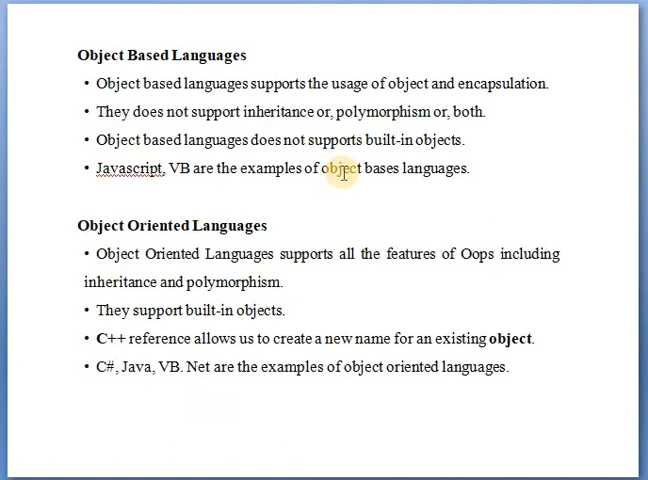 Object Based Languages
• Object based languages supports the usage of object and encapsulation.
• They does not support inheritance or, polymorphism or, both.
• Object based languages does not supports built-in objects.
• Javascript, VB are the examples of object bases languages.
Object Oriented Languages
• Object Oriented Languages supports all the features of Oops including
inheritance and polymorphism.
• They support built-in objects.
• C++ reference allows us to create a new name for an existing object.
• C#, Java, VB. Net are the examples of object oriented languages.